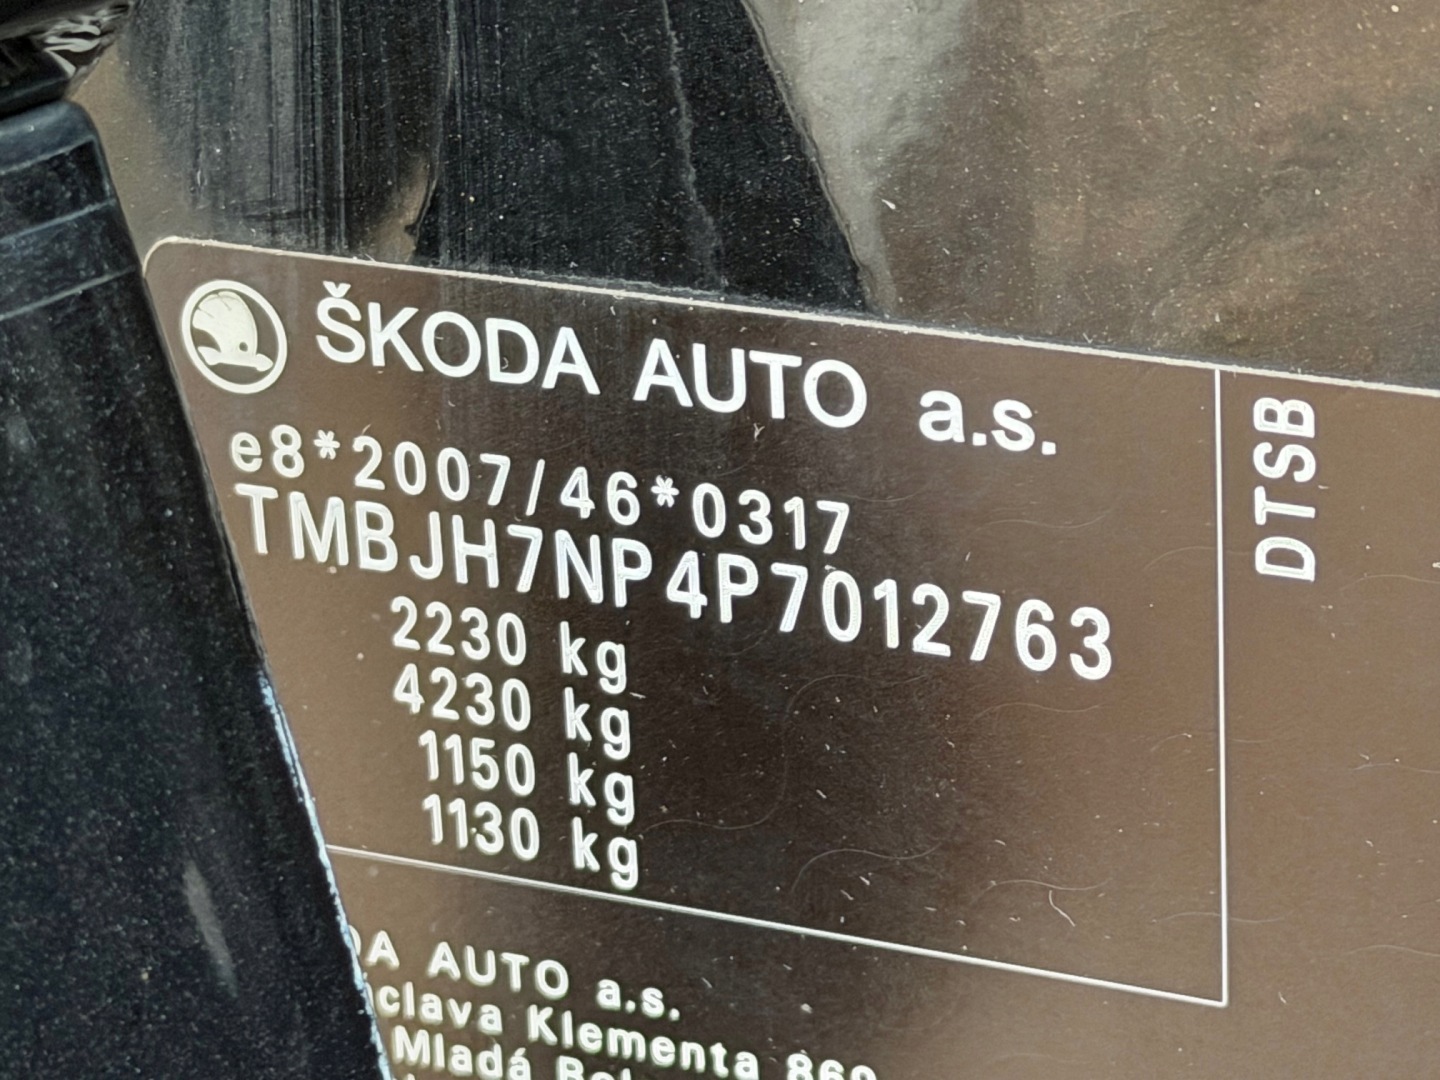 ŠKODA AUTO a.s.
e8*2007/46*0317
TMBJH7NP4P7012763
2230 kg
4230 kg
1150 kg
1130 kg
DTSB
AUTO a.s.
Klementa 869
Mladá